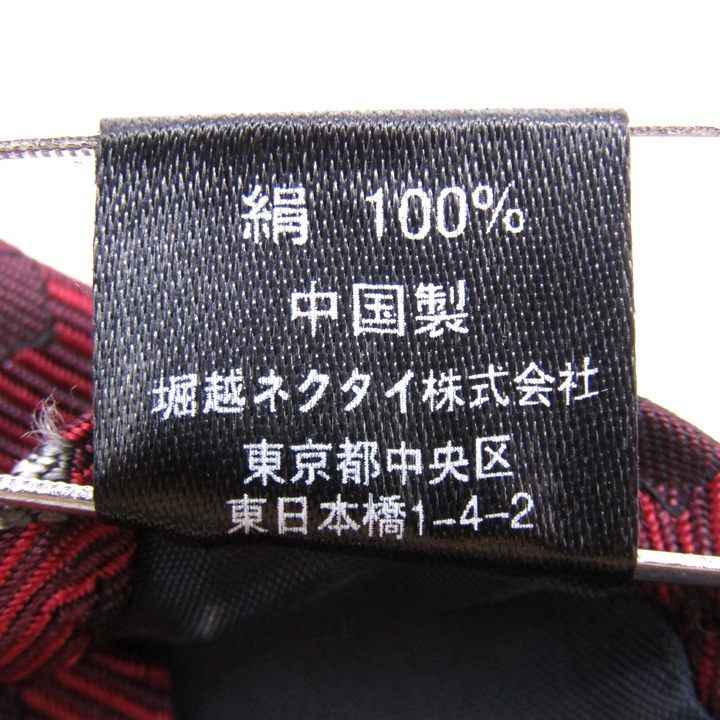 絹 100%
中国製
堀越ネクタイ株式会社
東京都中央区
東日本橋1-4-2